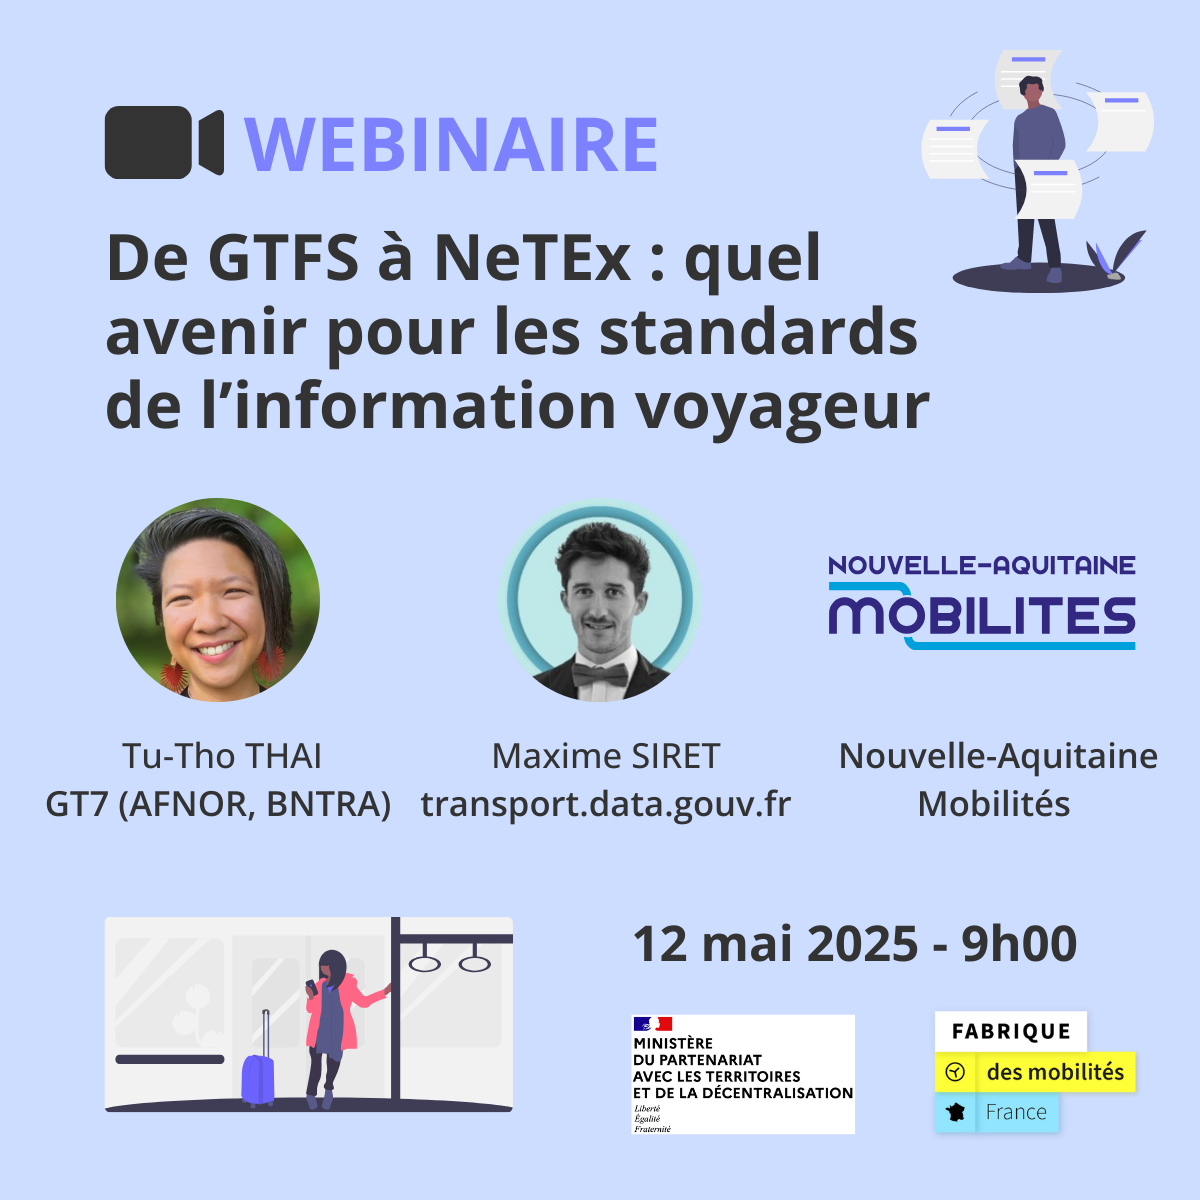 WEBINAIRE
De GTFS à NeTEx : quel
avenir pour les standards
de l’information voyageur
NOUVELLE-AQUITAINE
MOBILITES
Tu-Tho THAI
GT7 (AFNOR, BNTRA)
Maxime SIRET
transport.data.gouv.fr
Nouvelle-Aquitaine
Mobilités
12 mai 2025 - 9h00
MINISTÈRE
DU PARTENARIAT
AVEC LES TERRITOIRES
ET DE LA DÉCENTRALISATION
Liberté
Égalité
Fraternité
FABRIQUE
des mobilités
France